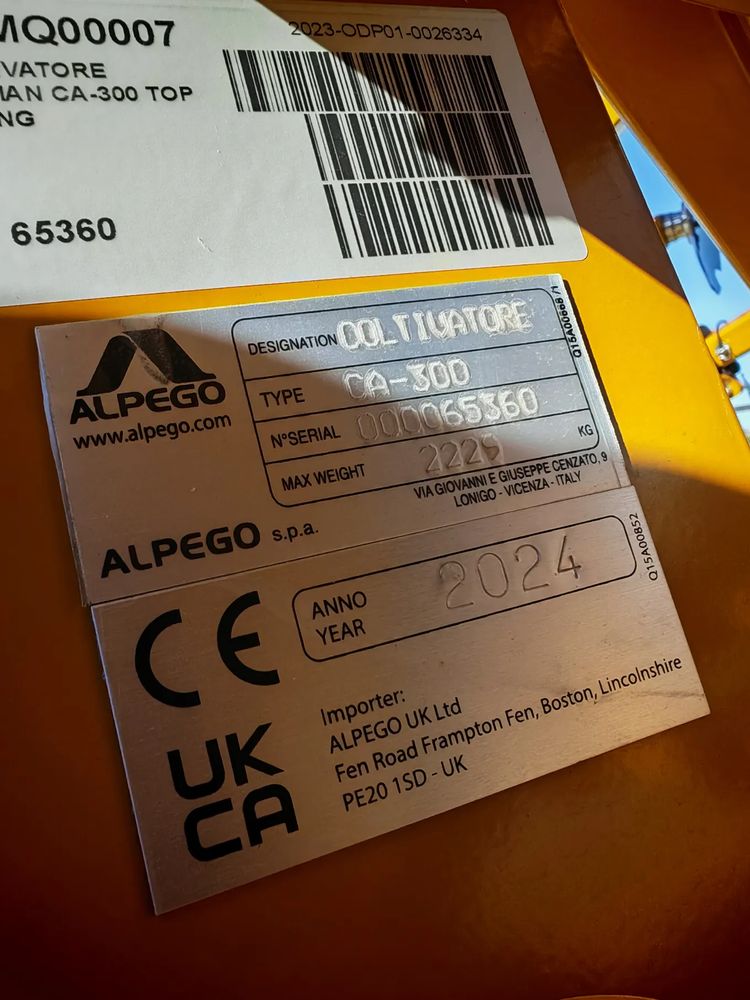 MQ00007
2023-ODP01-0026334
VATORE
MAN CA-300 TOP
NG
65360
ALPEGO
www.alpego.com
DESIGNATION COLTIVATORE
TYPE CA-300
N°SERIAL 000065360
MAX WEIGHT 2229 KG
Q15A00668 /1
VIA GIOVANNI E GIUSEPPE CENZATO, 9
LONIGO - VICENZA - ITALY
ALPEGO s.p.a.
CE
ANNO
YEAR
2024
Q15A00852
UK
CA
Importer:
ALPEGO UK Ltd
Fen Road Frampton Fen, Boston, Lincolnshire
PE20 1SD - UK